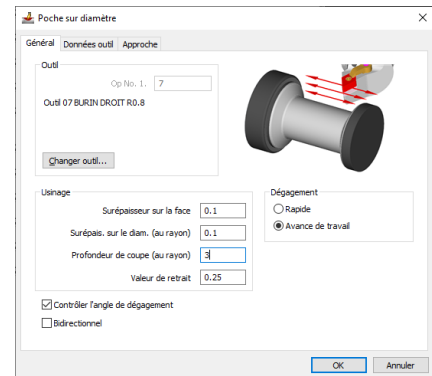 Poche sur diamètre
Général Données outil Approche
Outil
Op No. 1. 7
Outil 07 BURIN DROIT R0.8
Changer outil...
Usinage
Surépaisseur sur la face 0.1
Surépais. sur le diam. (au rayon) 0.1
Profondeur de coupe (au rayon) 3
Valeur de retrait 0.25
Dégagement
Rapide
Avance de travail
Contrôler l'angle de dégagement
Bidirectionnel
OK Annuler